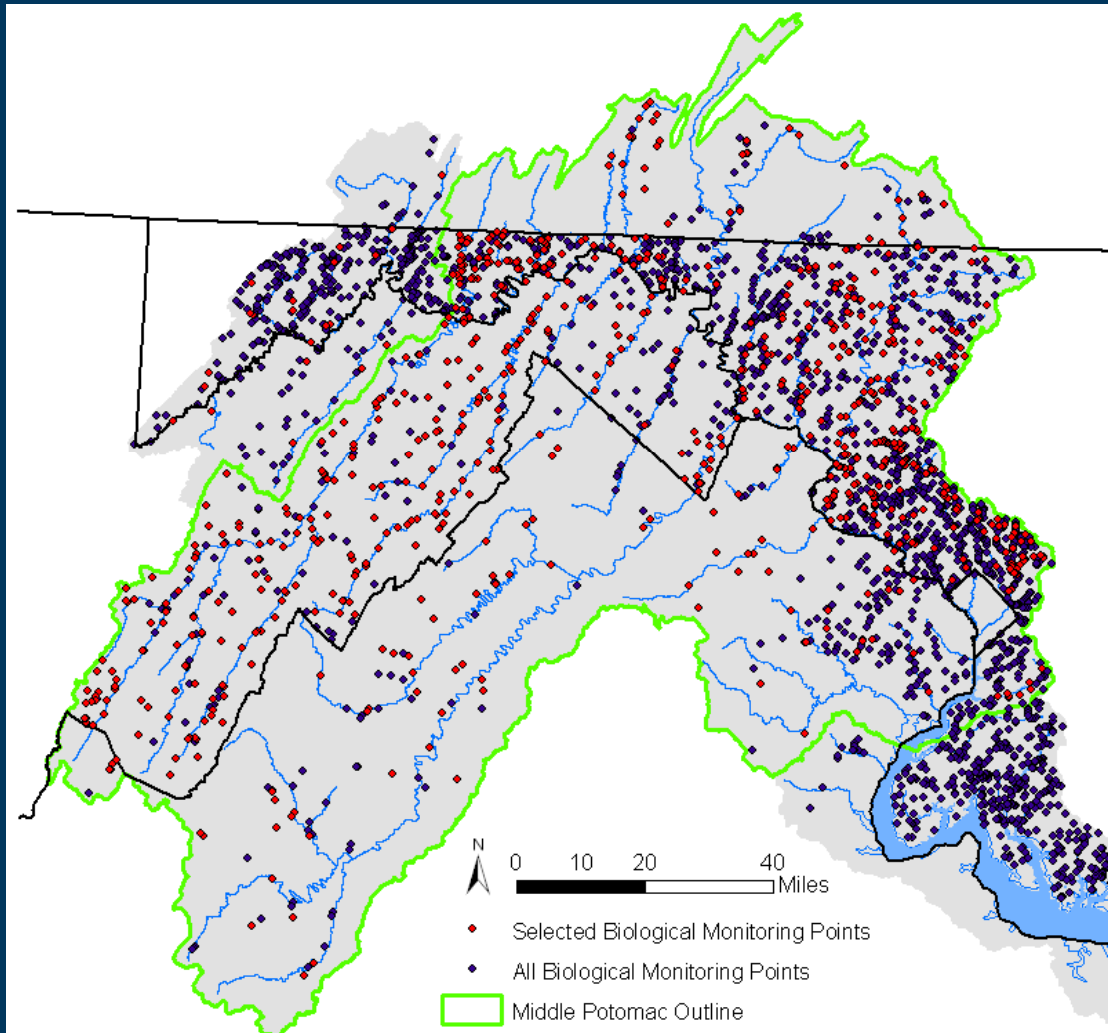 N
0 10 20 40
Miles
Selected Biological Monitoring Points
All Biological Monitoring Points
Middle Potomac Outline